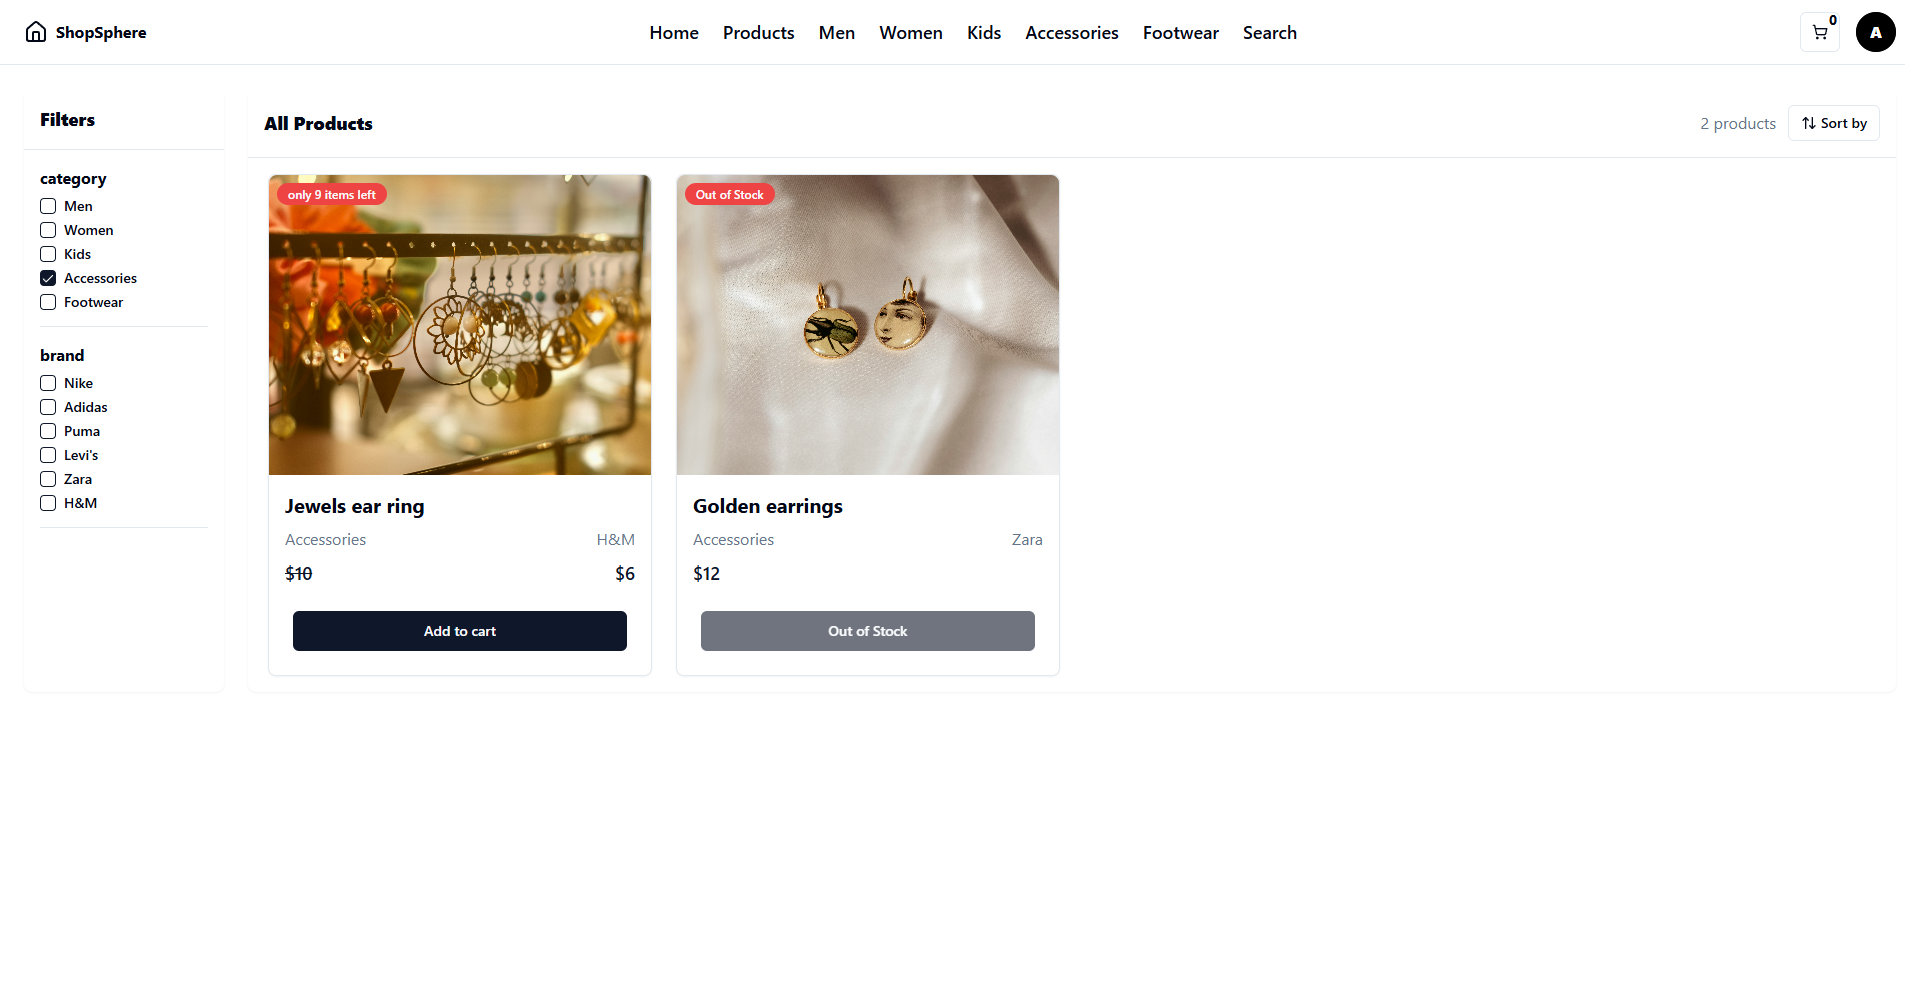 ShopSphere
Home Products Men Women Kids Accessories Footwear Search
0
A
Filters
category
Men
Women
Kids
Accessories
Footwear
brand
Nike
Adidas
Puma
Levi's
Zara
H&M
All Products
2 products
Sort by
only 9 items left
Jewels ear ring
Accessories H&M
$10 $6
Add to cart
Out of Stock
Golden earrings
Accessories Zara
$12
Out of Stock